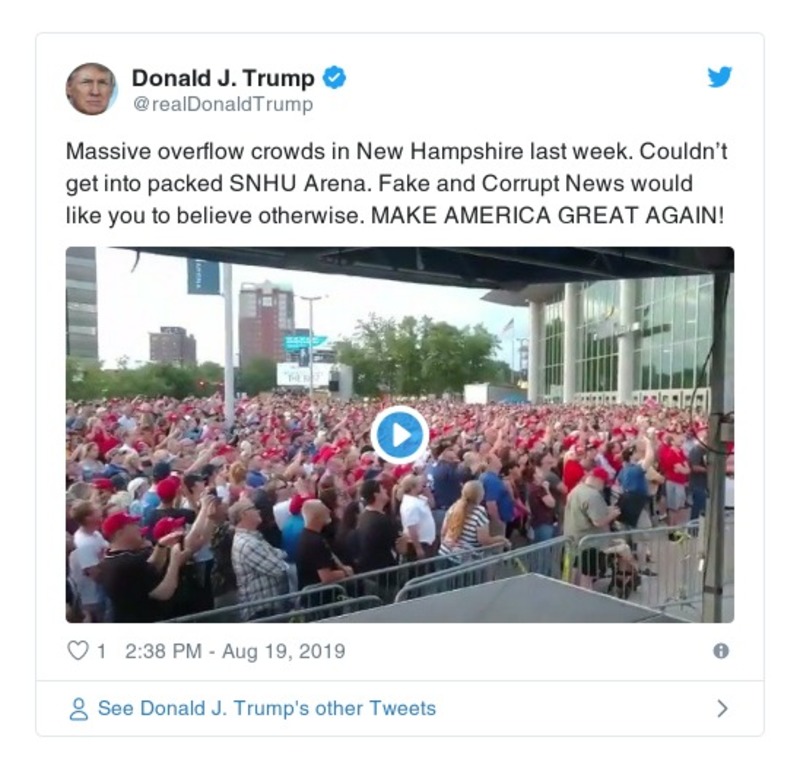 Donald J. Trump
@realDonaldTrump
Massive overflow crowds in New Hampshire last week. Couldn’t
get into packed SNHU Arena. Fake and Corrupt News would
like you to believe otherwise. MAKE AMERICA GREAT AGAIN!
1 2:38 PM - Aug 19, 2019
See Donald J. Trump's other Tweets